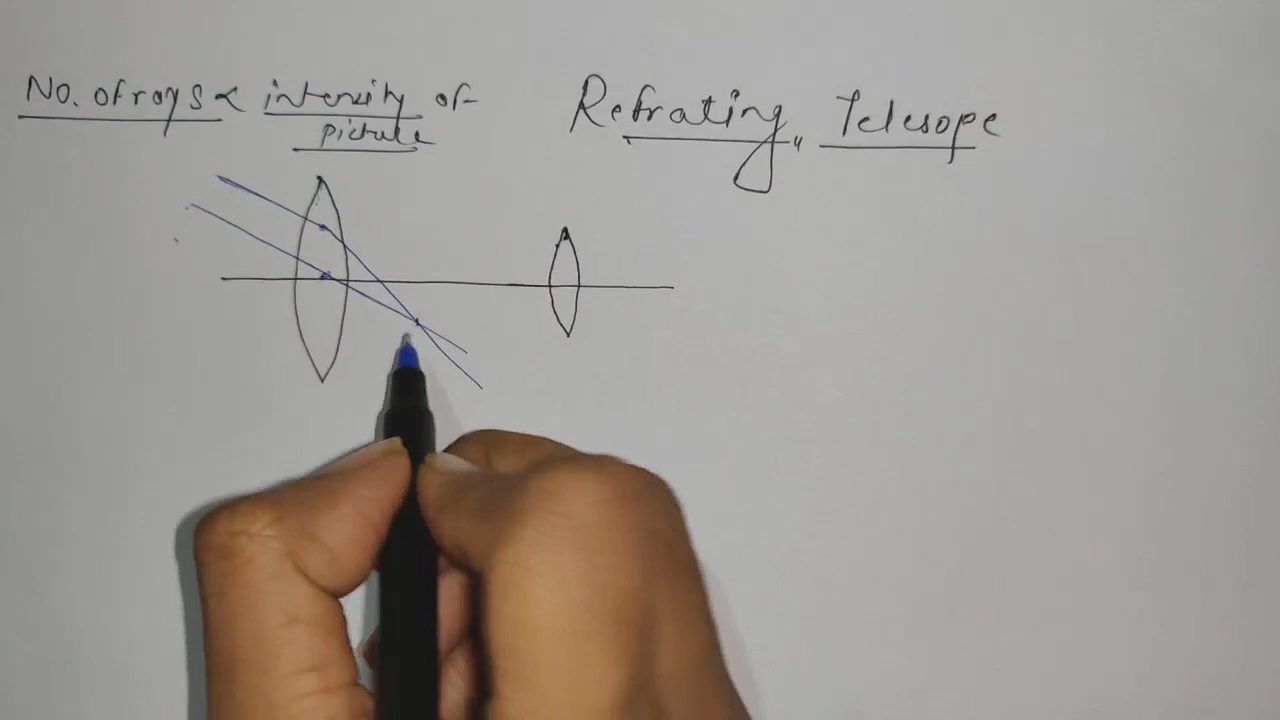 No. of rays ∝ intensity of
picture
Refrating Telesope